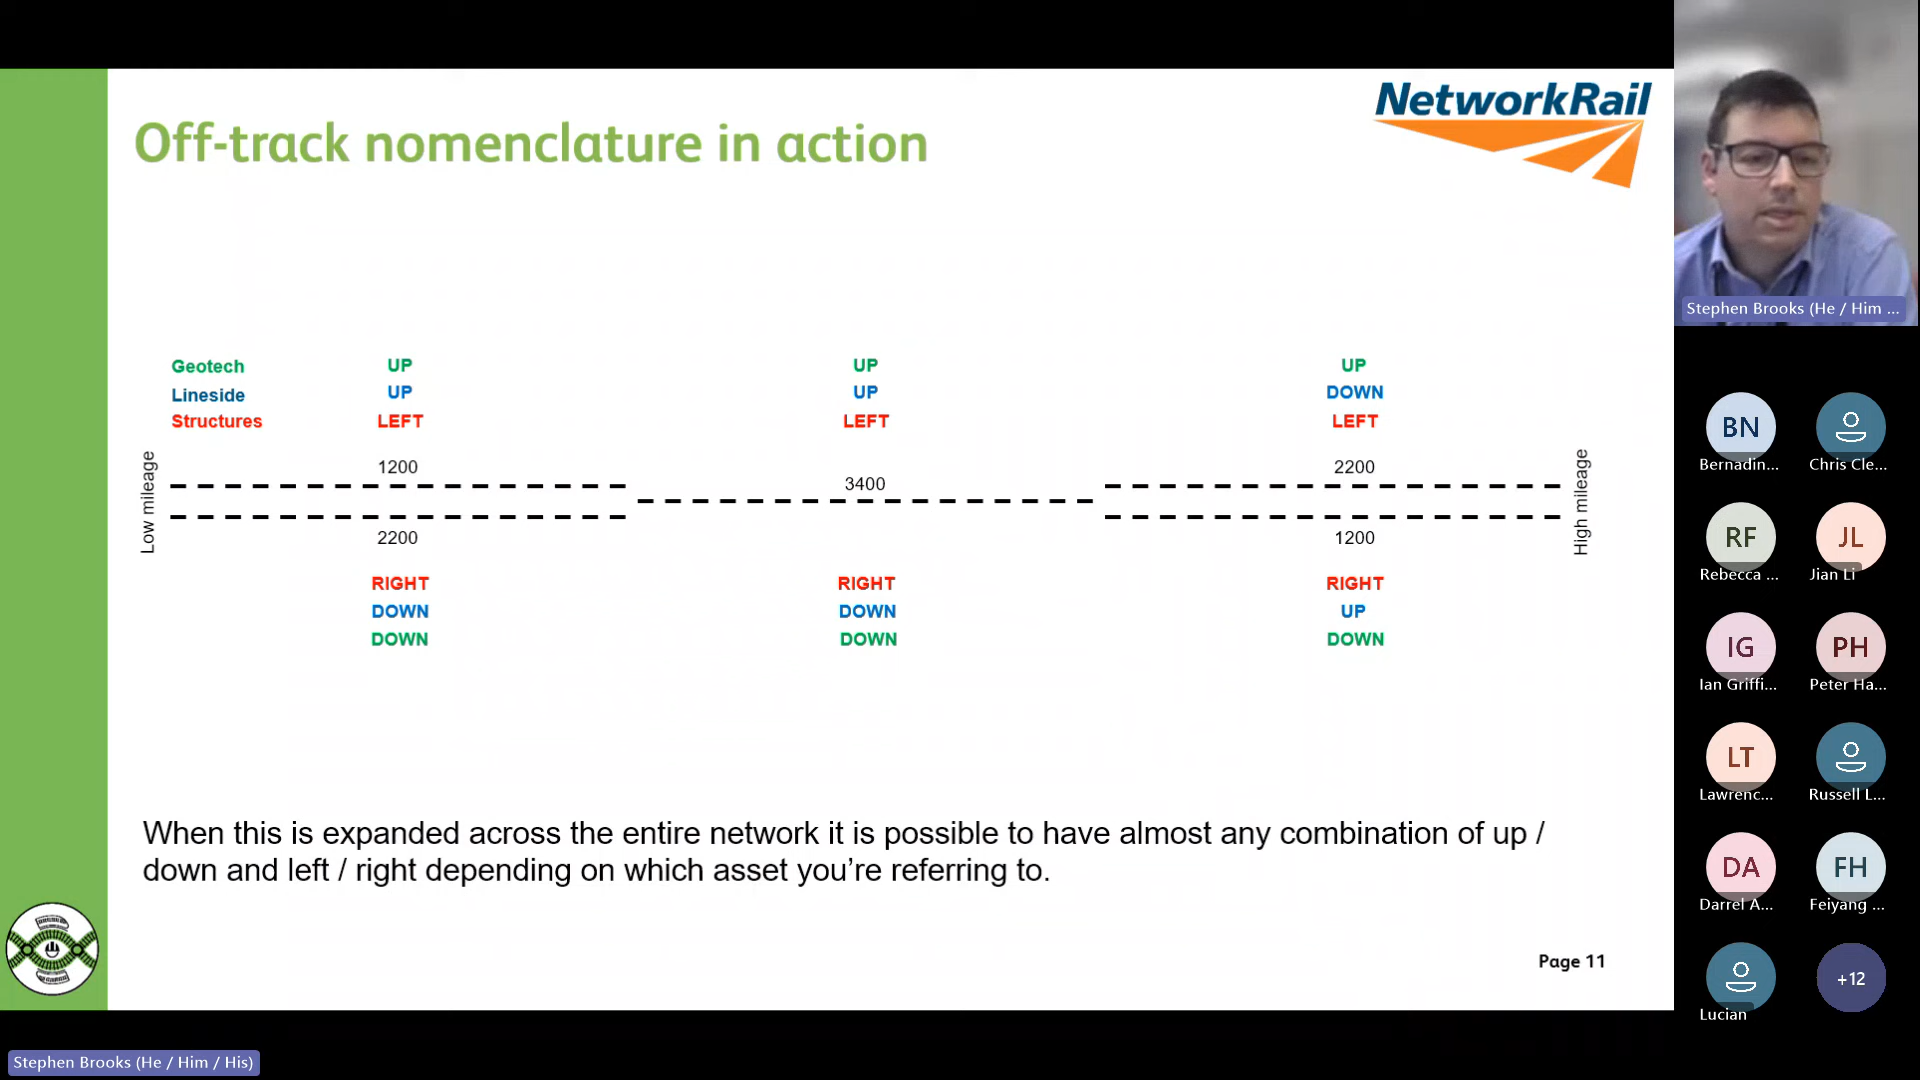 NetworkRail
Off-track nomenclature in action
Stephen Brooks (He / Him ...
Geotech UP UP UP
Lineside UP UP DOWN
Structures LEFT LEFT LEFT
Low mileage
High mileage
1200 3400 2200
2200 1200
RIGHT RIGHT RIGHT
DOWN DOWN UP
DOWN DOWN DOWN
When this is expanded across the entire network it is possible to have almost any combination of up /
down and left / right depending on which asset you're referring to.
Page 11
BN
Bernadin... Chris Cle...
RF JL
Rebecca ... Jian Li
IG PH
Ian Griffi... Peter Ha...
LT
Lawrenc... Russell L...
DA FH
Darrel A... Feiyang ...
+12
Lucian
Stephen Brooks (He / Him / His)